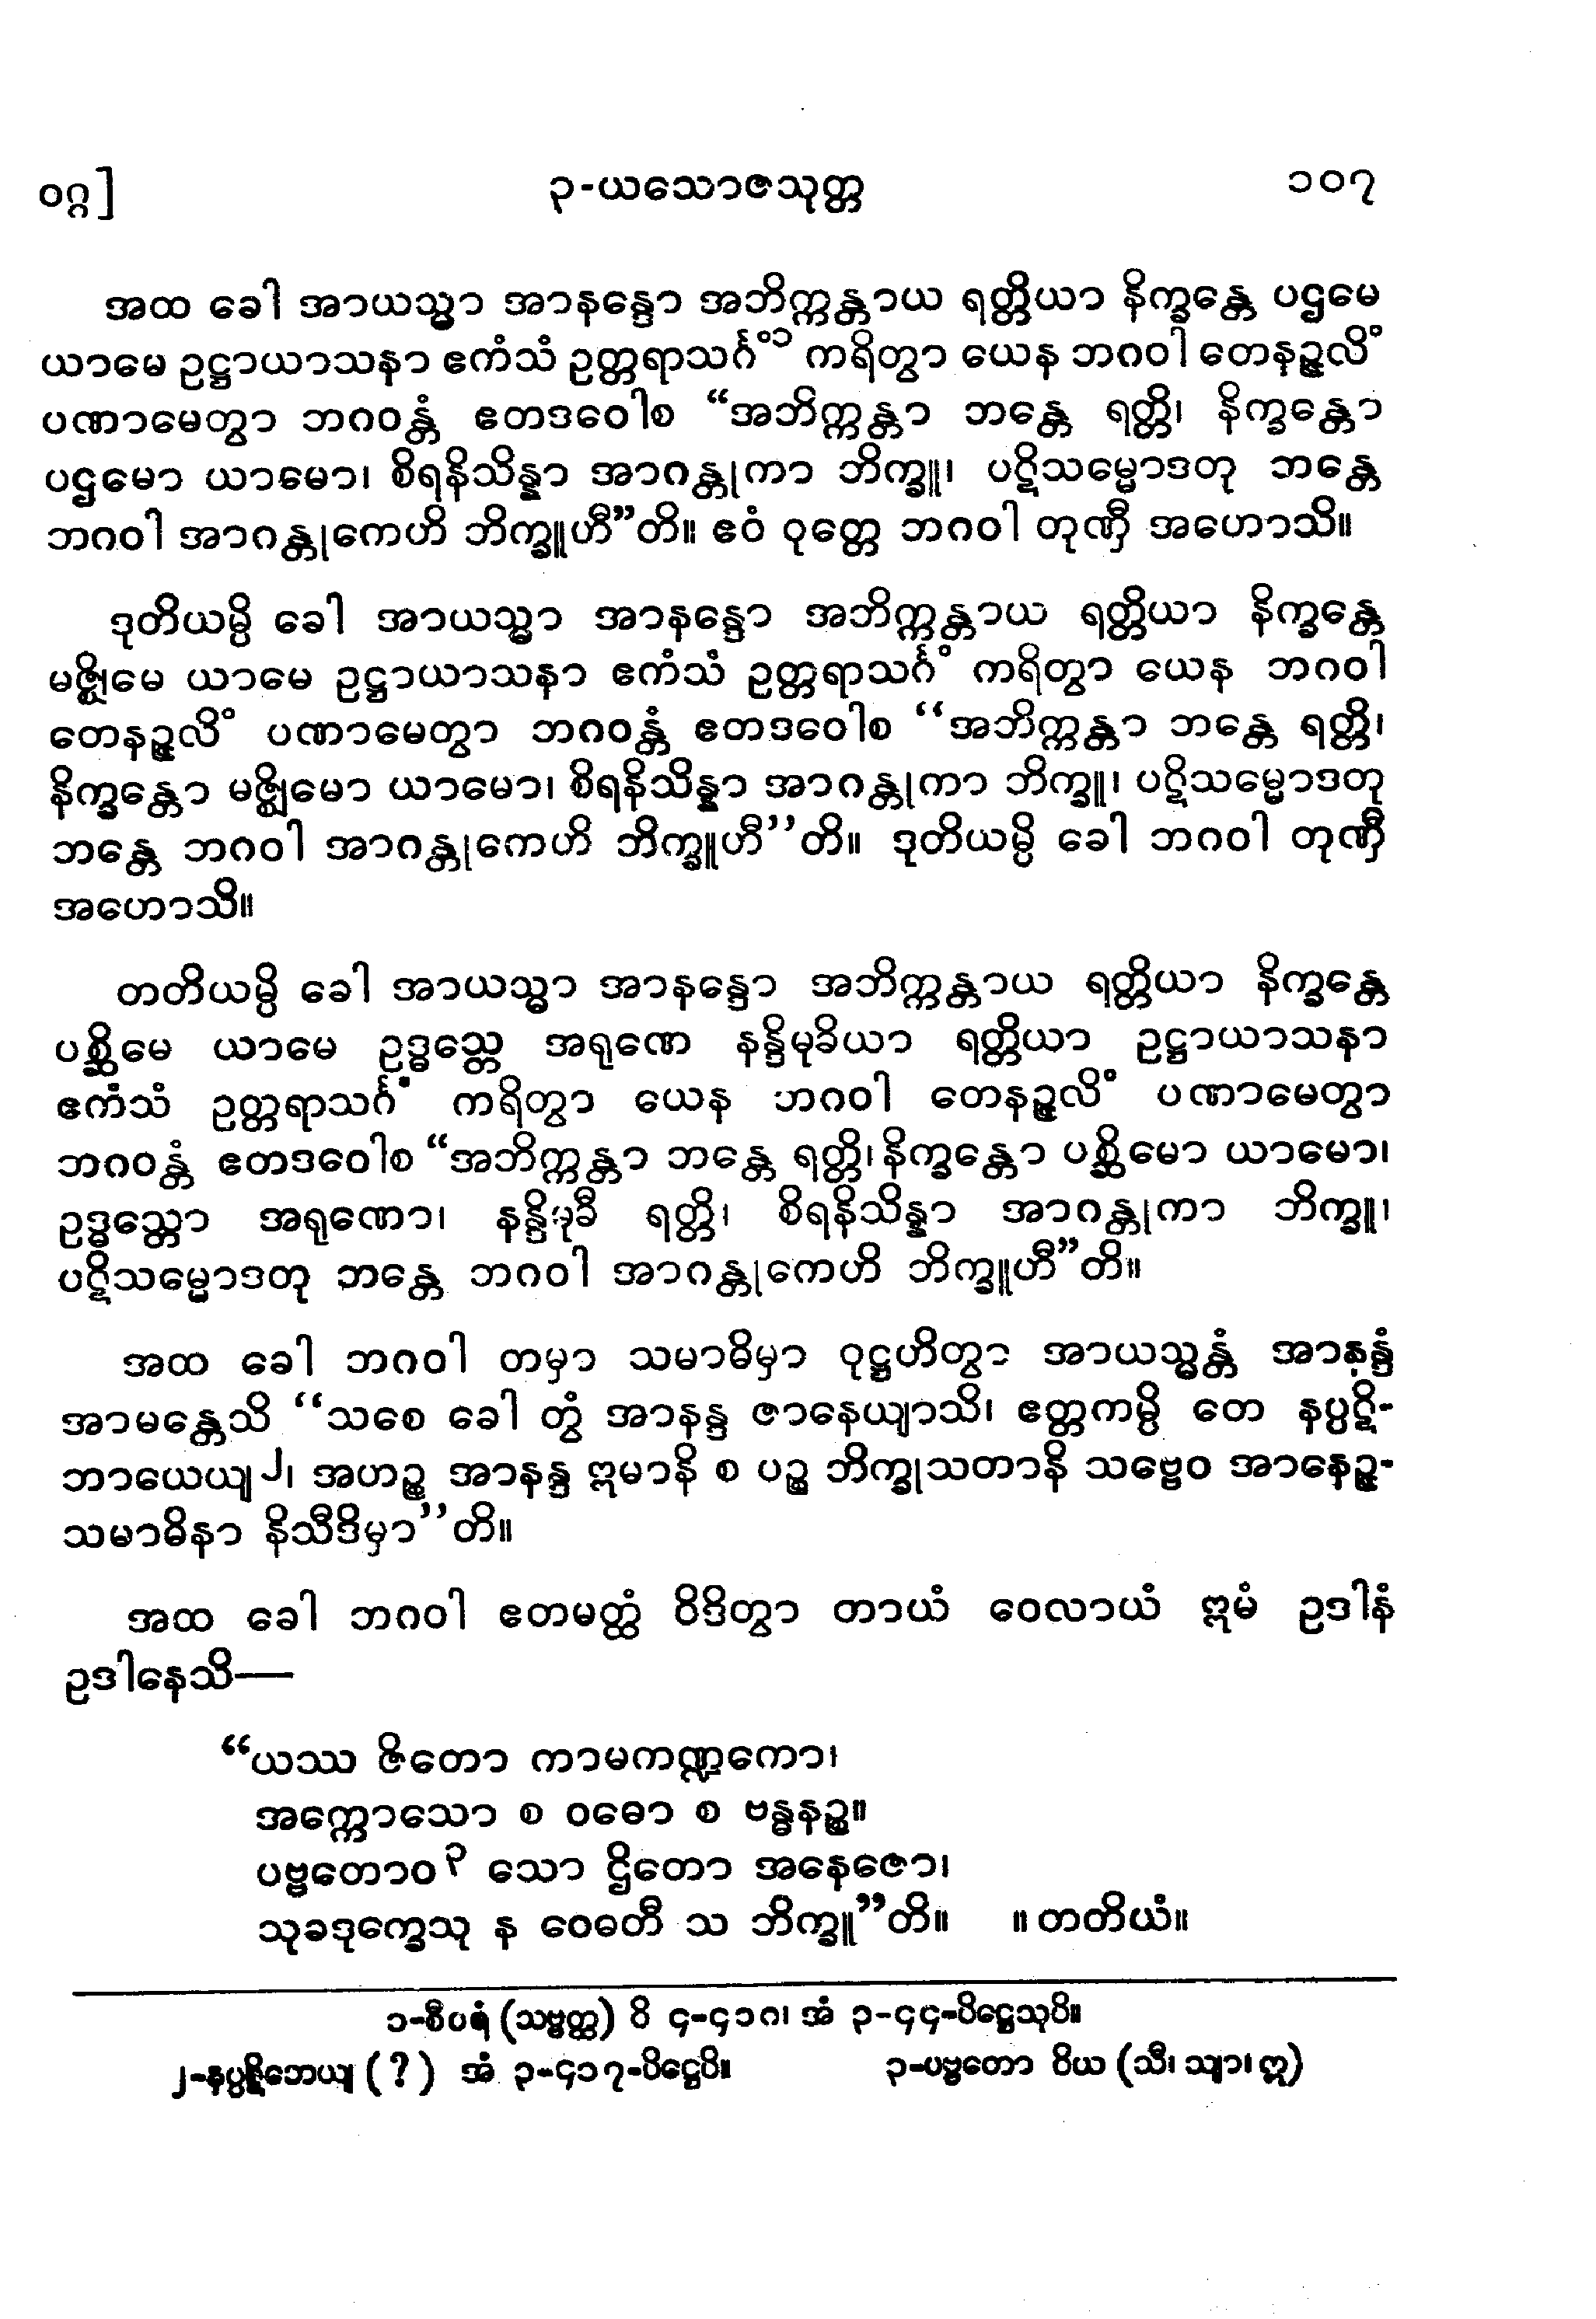 ဝဂ္ဂ] ၃-ယသောဇသုတ္တ ၁၀၇
အထ ခေါ အာယသ္မာ အာနန္ဒော အဘိက္ကန္တာယ ရတ္တိယာ နိက္ခန္တေ ပဌမေ
ယာမေ ဥဋ္ဌာယာသနာ ဧကံသံ ဥတ္တရာသင်္ဂံ ၁ ကရိတွာ ယေန ဘဂဝါ တေနဉ္ဇလိံ
ပဏာမေတွာ ဘဂဝန္တံ ဧတဒဝေါစ “အဘိက္ကန္တာ ဘန္တေ ရတ္တိ၊ နိက္ခန္တော
ပဌမော ယာမော၊ စိရနိသိန္နာ အာဂန္တုကာ ဘိက္ခူ၊ ပဋိသမ္မောဒတု ဘန္တေ
ဘဂဝါ အာဂန္တုကေဟိ ဘိက္ခူဟီ”တိ။ ဧဝံ ဝုတ္တေ ဘဂဝါ တုဏှီ အဟောသိ။
ဒုတိယမ္ပိ ခေါ အာယသ္မာ အာနန္ဒော အဘိက္ကန္တာယ ရတ္တိယာ နိက္ခန္တေ
မဇ္ဈိမေ ယာမေ ဥဋ္ဌာယာသနာ ဧကံသံ ဥတ္တရာသင်္ဂံ ကရိတွာ ယေန ဘဂဝါ
တေနဉ္ဇလိံ ပဏာမေတွာ ဘဂဝန္တံ ဧတဒဝေါစ “အဘိက္ကန္တာ ဘန္တေ ရတ္တိ၊
နိက္ခန္တော မဇ္ဈိမော ယာမော၊ စိရနိသိန္နာ အာဂန္တုကာ ဘိက္ခူ၊ ပဋိသမ္မောဒတု
ဘန္တေ ဘဂဝါ အာဂန္တုကေဟိ ဘိက္ခူဟီ”တိ။ ဒုတိယမ္ပိ ခေါ ဘဂဝါ တုဏှီ
အဟောသိ။
တတိယမ္ပိ ခေါ အာယသ္မာ အာနန္ဒော အဘိက္ကန္တာယ ရတ္တိယာ နိက္ခန္တေ
ပစ္ဆိမေ ယာမေ ဥဒ္ဓသ္တေ အရုဏေ နန္ဒိမုခိယာ ရတ္တိယာ ဥဋ္ဌာယာသနာ
ဧကံသံ ဥတ္တရာသင်္ဂံ ကရိတွာ ယေန ဘဂဝါ တေနဉ္ဇလိံ ပဏာမေတွာ
ဘဂဝန္တံ ဧတဒဝေါစ “အဘိက္ကန္တာ ဘန္တေ ရတ္တိ၊ နိက္ခန္တော ပစ္ဆိမော ယာမော၊
ဥဒ္ဓသ္တော အရုဏော၊ နန္ဒိမုခီ ရတ္တိ၊ စိရနိသိန္နာ အာဂန္တုကာ ဘိက္ခူ၊
ပဋိသမ္မောဒတု ဘန္တေ ဘဂဝါ အာဂန္တုကေဟိ ဘိက္ခူဟီ”တိ။
အထ ခေါ ဘဂဝါ တမှာ သမာဓိမှာ ဝုဋ္ဌဟိတွာ အာယသ္မန္တံ အာနန္ဒံ
အာမန္တေသိ “သစေ ခေါ တွံ အာနန္ဒ ဇာနေယျာသိ၊ ဧတ္တကမ္ပိ တေ နပ္ပဋိ-
ဘာယေယျ ၂၊ အဟဉ္စ အာနန္ဒ ဣမာနိ စ ပဉ္စ ဘိက္ခုသတာနိ သဗ္ဗေဝ အာနေဉ္ဇ-
သမာဓိနာ နိသီဒိမှာ”တိ။
အထ ခေါ ဘဂဝါ ဧတမတ္ထံ ဝိဒိတွာ တာယံ ဝေလာယံ ဣမံ ဥဒါနံ
ဥဒါနေသိ—
“ယဿ ဇိတော ကာမကဏ္ဍကော၊
အက္ကောသော စ ဝဓော စ ဗန္ဓနဉ္စ။
ပဗ္ဗတောဝ ၃ သော ဌိတော အနေဇော၊
သုခဒုက္ခေသု န ဝေဓတီ သ ဘိက္ခူ”တိ။ ။ တတိယံ။
၁-စီဝရံ (သဗ္ဗတ္ထ) ဝိ ၄-၄၁၈၊ အံ ၃-၄၄-ပိဋ္ဌေသုပိ။
၂-နပ္ပဋိဘေယျ (?) အံ ၃-၄၁၇-ပိဋ္ဌေပိ။ ၃-ပဗ္ဗတော ဝိယ (သီ၊ သျာ၊ ဣ)